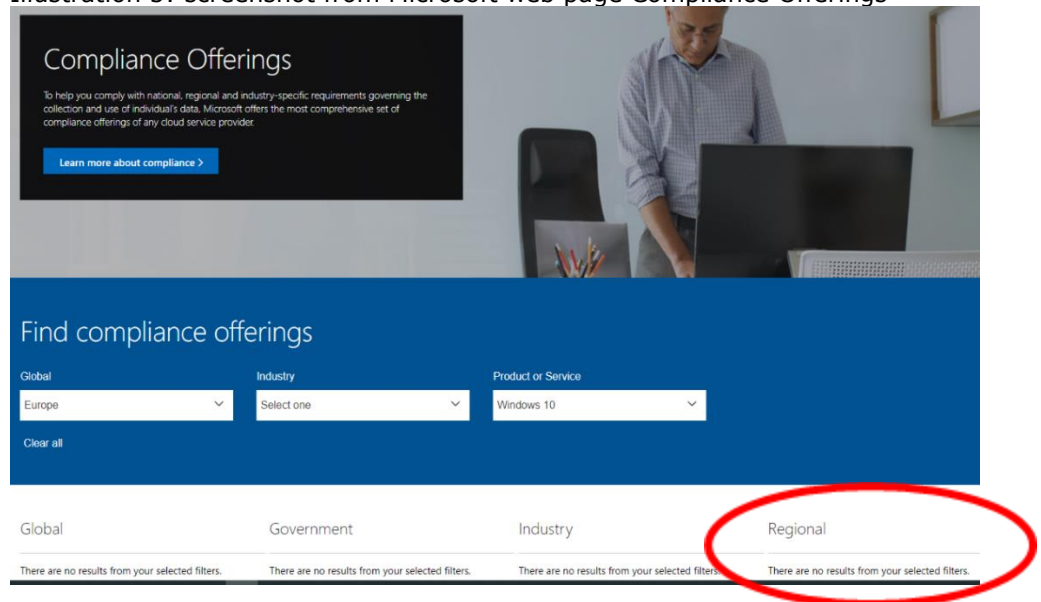 Illustration 5: screenshot from Microsoft web page Compliance Offerings
Compliance Offerings
To help you comply with national, regional and industry-specific requirements governing the
collection and use of individual's data, Microsoft offers the most comprehensive set of
compliance offerings of any cloud service provider.
Learn more about compliance >
Find compliance offerings
Global
Industry
Product or Service
Europe
Select one
Windows 10
Clear all
Global
Government
Industry
Regional
There are no results from your selected filters.
There are no results from your selected filters.
There are no results from your selected filters.
There are no results from your selected filters.